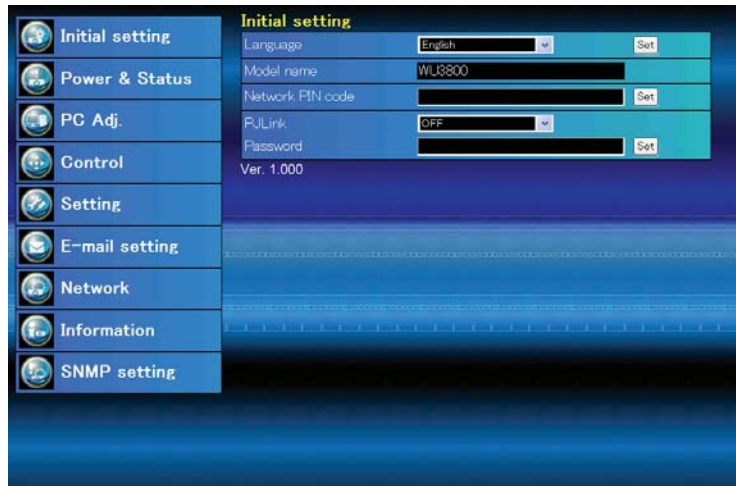 Initial setting
Power & Status
PC Adj.
Control
Setting
E-mail setting
Network
Information
SNMP setting
Initial setting
Language English Set
Model name WU3800
Network PIN code Set
PJLink OFF
Password Set
Ver. 1.000